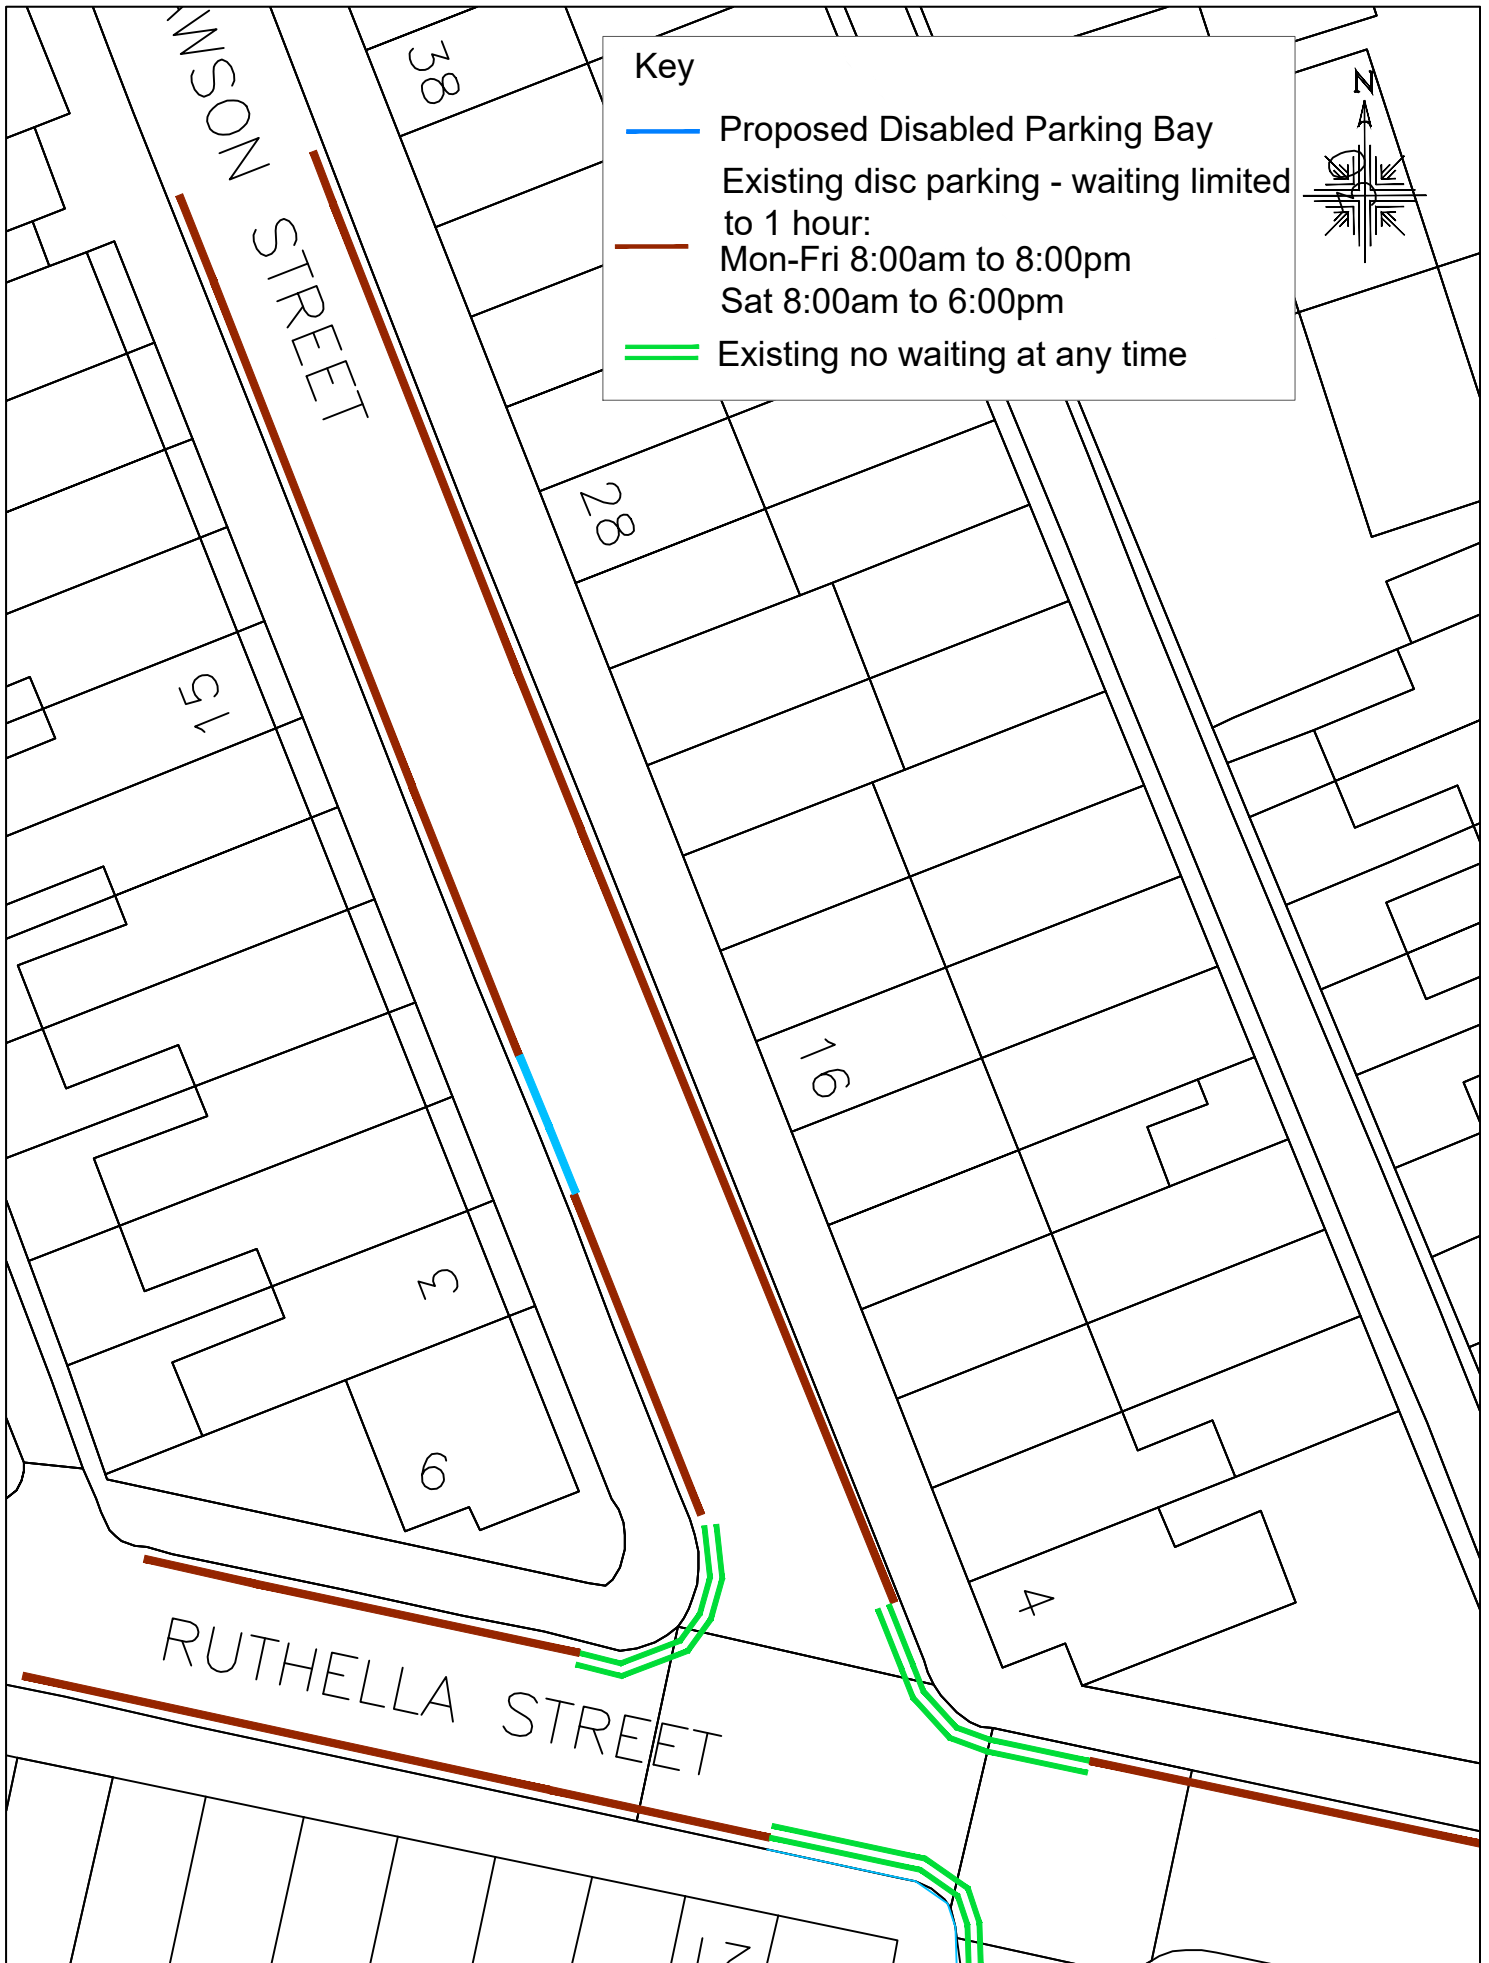 Key
Proposed Disabled Parking Bay
Existing disc parking - waiting limited
to 1 hour:
Mon-Fri 8:00am to 8:00pm
Sat 8:00am to 6:00pm
Existing no waiting at any time
N
38
STREET
28
15
16
3
6
4
RUTHELLA STREET